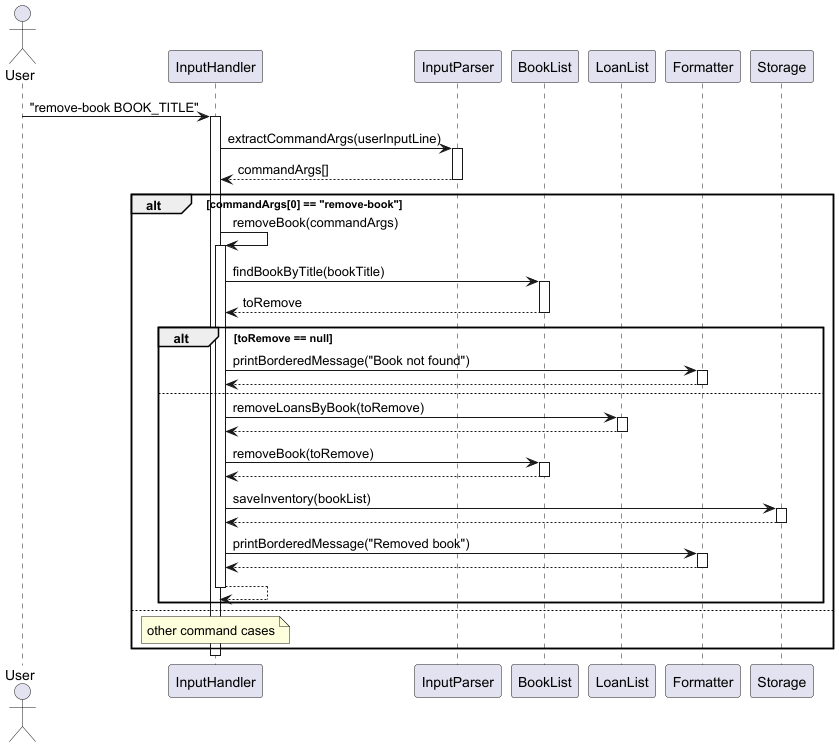 User
InputHandler
InputParser
BookList
LoanList
Formatter
Storage
"remove-book BOOK_TITLE"
extractCommandArgs(userInputLine)
commandArgs[]
alt
[commandArgs[0] == "remove-book"]
removeBook(commandArgs)
findBookByTitle(bookTitle)
toRemove
alt
[toRemove == null]
printBorderedMessage("Book not found")
removeLoansByBook(toRemove)
removeBook(toRemove)
saveInventory(bookList)
printBorderedMessage("Removed book")
other command cases
User
InputHandler
InputParser
BookList
LoanList
Formatter
Storage